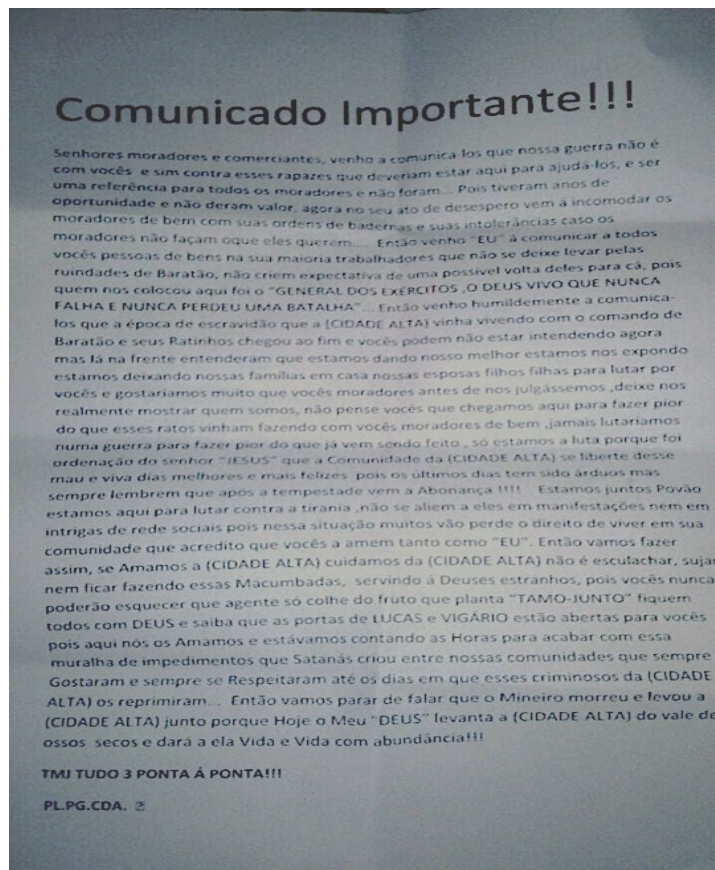 Comunicado Importante!!!
Senhores moradores e comerciantes, venho a comunica-los que nossa guerra não é
com vocês e sim contra esses rapazes que deveriam estar aqui para ajudá-los, e ser
uma referência para todos os moradores e não foram... Pois tiveram anos de
oportunidade e não deram valor, agora no seu ato de desespero vem à incomodar os
moradores de bem com suas ordens de badernas e suas intolerâncias caso os
moradores não façam oque eles querem.... Então venho "EU" á comunicar a todos
vocês pessoas de bens na sua maioria trabalhadores que não se deixe levar pelas
ruindades de Baratão, não criem expectativa de uma possível volta deles para cá, pois
quem nos colocou aqui foi o "GENERAL DOS EXÉRCITOS ,O DEUS VIVO QUE NUNCA
FALHA E NUNCA PERDEU UMA BATALHA"... Então venho humildemente a comunica-
los que a época de escravidão que a (CIDADE ALTA) vinha vivendo com o comando de
Baratão e seus Ratinhos chegou ao fim e vocês podem não estar intendendo agora
mas lá na frente entenderam que estamos dando nosso melhor estamos nos expondo
estamos deixando nossas famílias em casa nossas esposas filhos filhas para lutar por
vocês e gostaríamos muito que vocês moradores antes de nos julgássemos ,deixe nos
realmente mostrar quem somos, não pense vocês que chegamos aqui para fazer pior
do que esses ratos vinham fazendo com vocês moradores de bem ,jamais lutaríamos
numa guerra para fazer pior do que já vem sendo feito , só estamos a luta porque foi
ordenação do senhor "JESUS" que a Comunidade da (CIDADE ALTA) se liberte desse
mau e viva dias melhores e mais felizes pois os últimos dias tem sido árduos mas
sempre lembrem que após a tempestade vem a Abonança !!!! Estamos juntos Povão
estamos aqui para lutar contra a tirania ,não se aliem a eles em manifestações nem em
intrigas de rede sociais pois nessa situação muitos vão perde o direito de viver em sua
comunidade que acredito que vocês a amem tanto como "EU". Então vamos fazer
assim, se Amamos a (CIDADE ALTA) cuidamos da (CIDADE ALTA) não é esculachar, sujar
nem ficar fazendo essas Macumbadas, servindo á Deuses estranhos, pois vocês nunca
poderão esquecer que agente só colhe do fruto que planta "TAMO-JUNTO" fiquem
todos com DEUS e saiba que as portas de LUCAS e VIGÁRIO estão abertas para vocês
pois aqui nós os Amamos e estávamos contando as Horas para acabar com essa
muralha de impedimentos que Satanás criou entre nossas comunidades que sempre
Gostaram e sempre se Respeitaram até os dias em que esses criminosos da (CIDADE
ALTA) os reprimiram... Então vamos parar de falar que o Mineiro morreu e levou a
(CIDADE ALTA) junto porque Hoje o Meu "DEUS" levanta a (CIDADE ALTA) do vale de
ossos secos e dará a ela Vida e Vida com abundância!!!
TMJ TUDO 3 PONTA Á PONTA!!!
PL.PG.CDA.